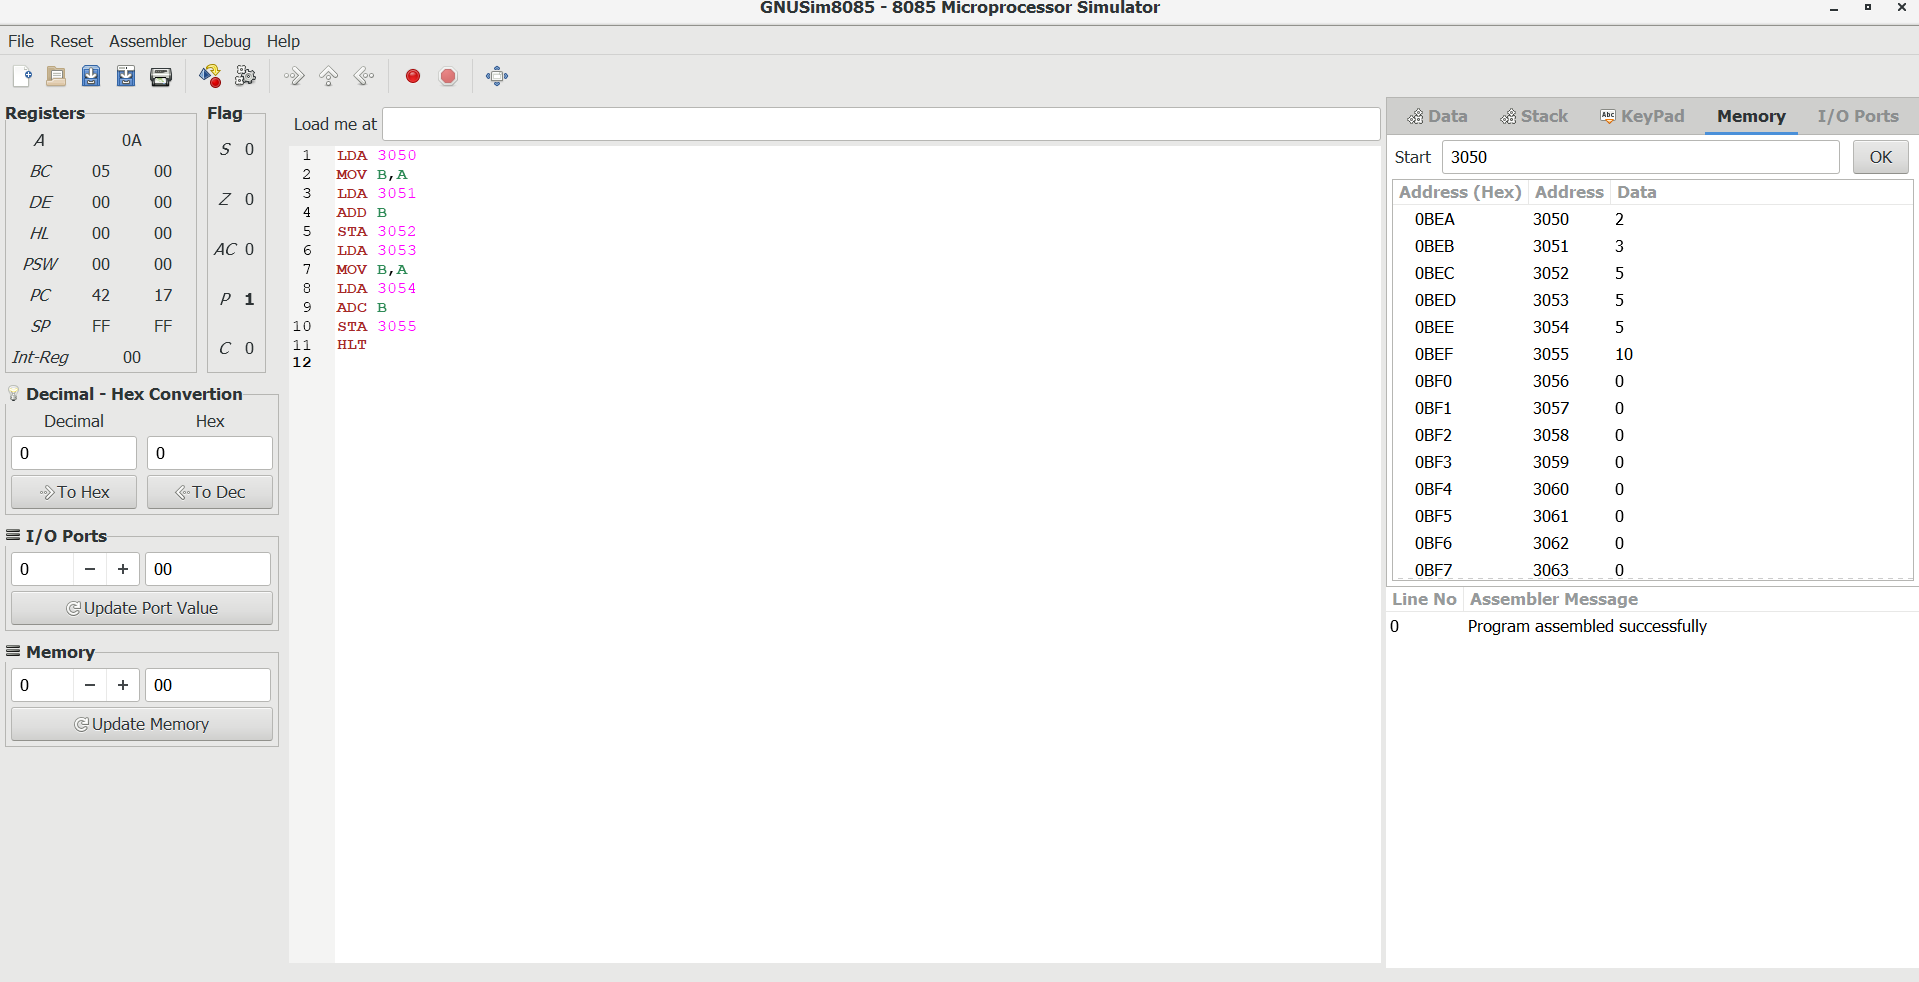 GNUSim8085 - 8085 Microprocessor Simulator
File Reset Assembler Debug Help
Registers
A 0A
BC 05 00
DE 00 00
HL 00 00
PSW 00 00
PC 42 17
SP FF FF
Int-Reg 00
Flag
S 0
Z 0
AC 0
P 1
C 0
Decimal - Hex Convertion
Decimal Hex
0 0
To Hex To Dec
I/O Ports
0 − + 00
Update Port Value
Memory
0 − + 00
Update Memory
Load me at
1 LDA 3050
2 MOV B,A
3 LDA 3051
4 ADD B
5 STA 3052
6 LDA 3053
7 MOV B,A
8 LDA 3054
9 ADC B
10 STA 3055
11 HLT
12
Data Stack Abc KeyPad Memory I/O Ports
Start 3050 OK
Address (Hex) Address Data
0BEA 3050 2
0BEB 3051 3
0BEC 3052 5
0BED 3053 5
0BEE 3054 5
0BEF 3055 10
0BF0 3056 0
0BF1 3057 0
0BF2 3058 0
0BF3 3059 0
0BF4 3060 0
0BF5 3061 0
0BF6 3062 0
0BF7 3063 0
Line No Assembler Message
0 Program assembled successfully